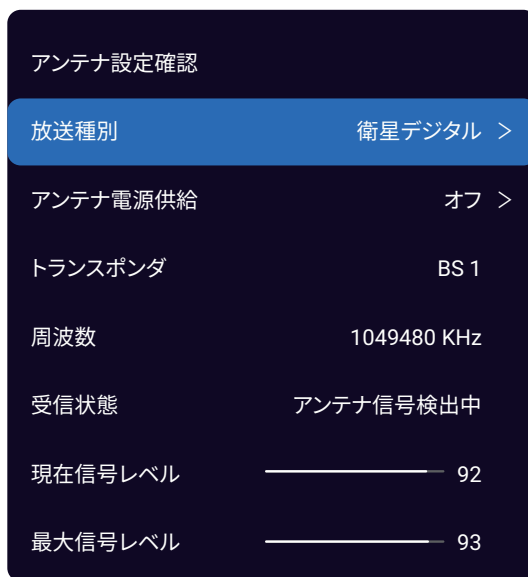 アンテナ設定確認
放送種別 衛星デジタル >
アンテナ電源供給 オフ >
トランスポンダ BS 1
周波数 1049480 KHz
受信状態 アンテナ信号検出中
現在信号レベル 92
最大信号レベル 93